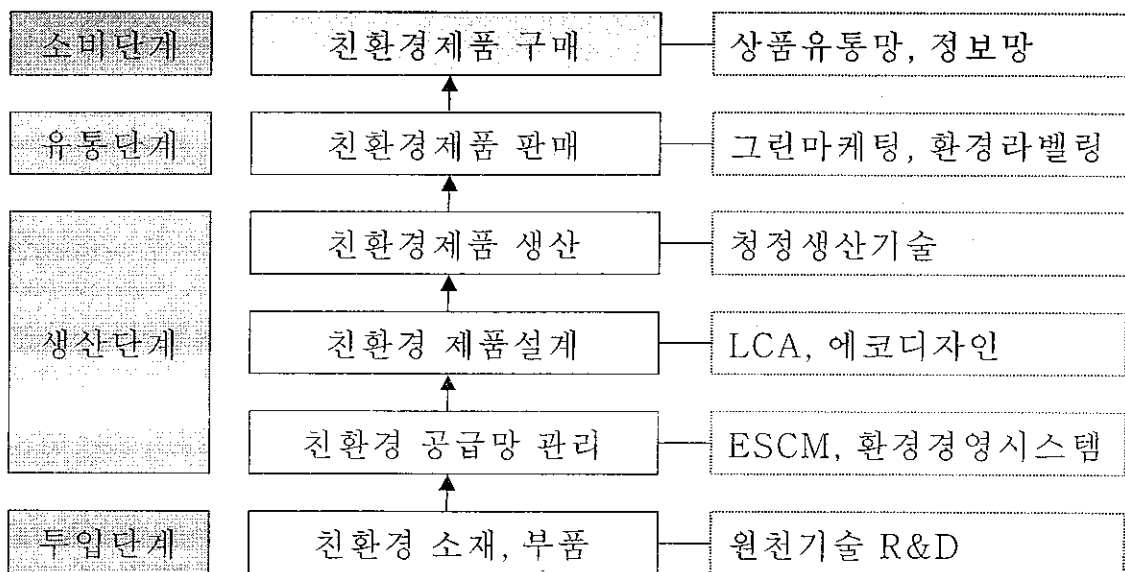 소비단계 친환경제품 구매 상품유통망, 정보망
유통단계 친환경제품 판매 그린마케팅, 환경라벨링
친환경제품 생산 청정생산기술
생산단계 친환경 제품설계 LCA, 에코디자인
친환경 공급망 관리 ESCM, 환경경영시스템
투입단계 친환경 소재, 부품 원천기술 R&D